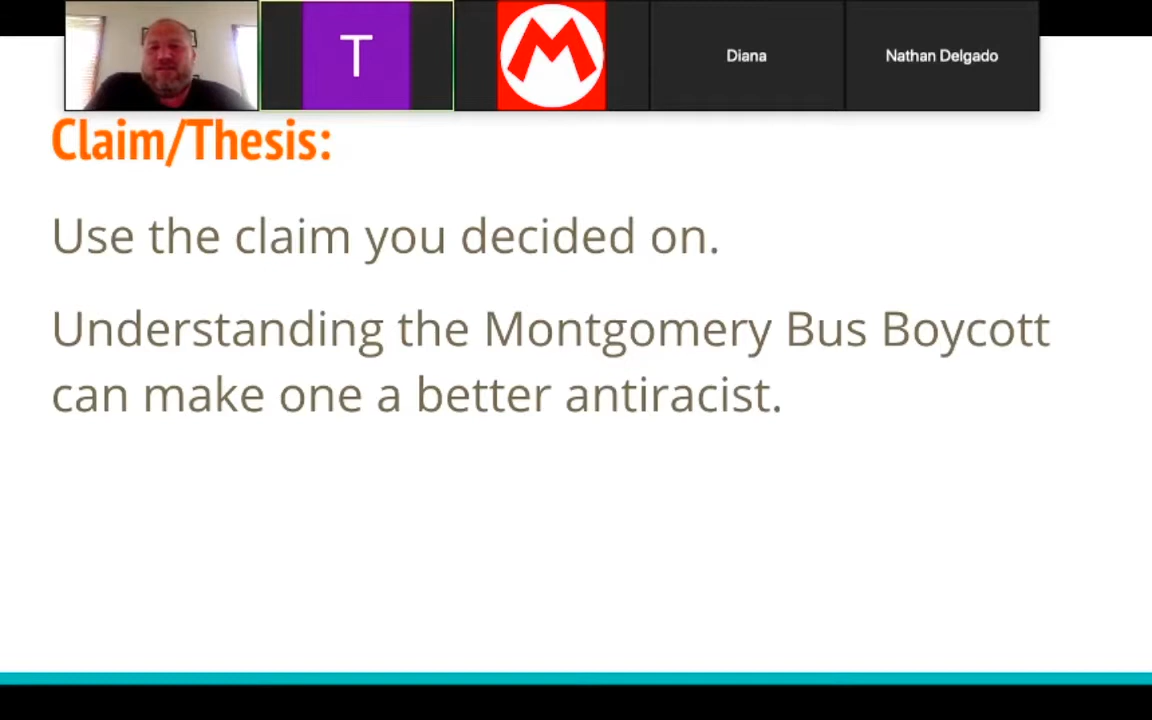 T
M
Diana
Nathan Delgado
Claim/Thesis:
Use the claim you decided on.
Understanding the Montgomery Bus Boycott
can make one a better antiracist.